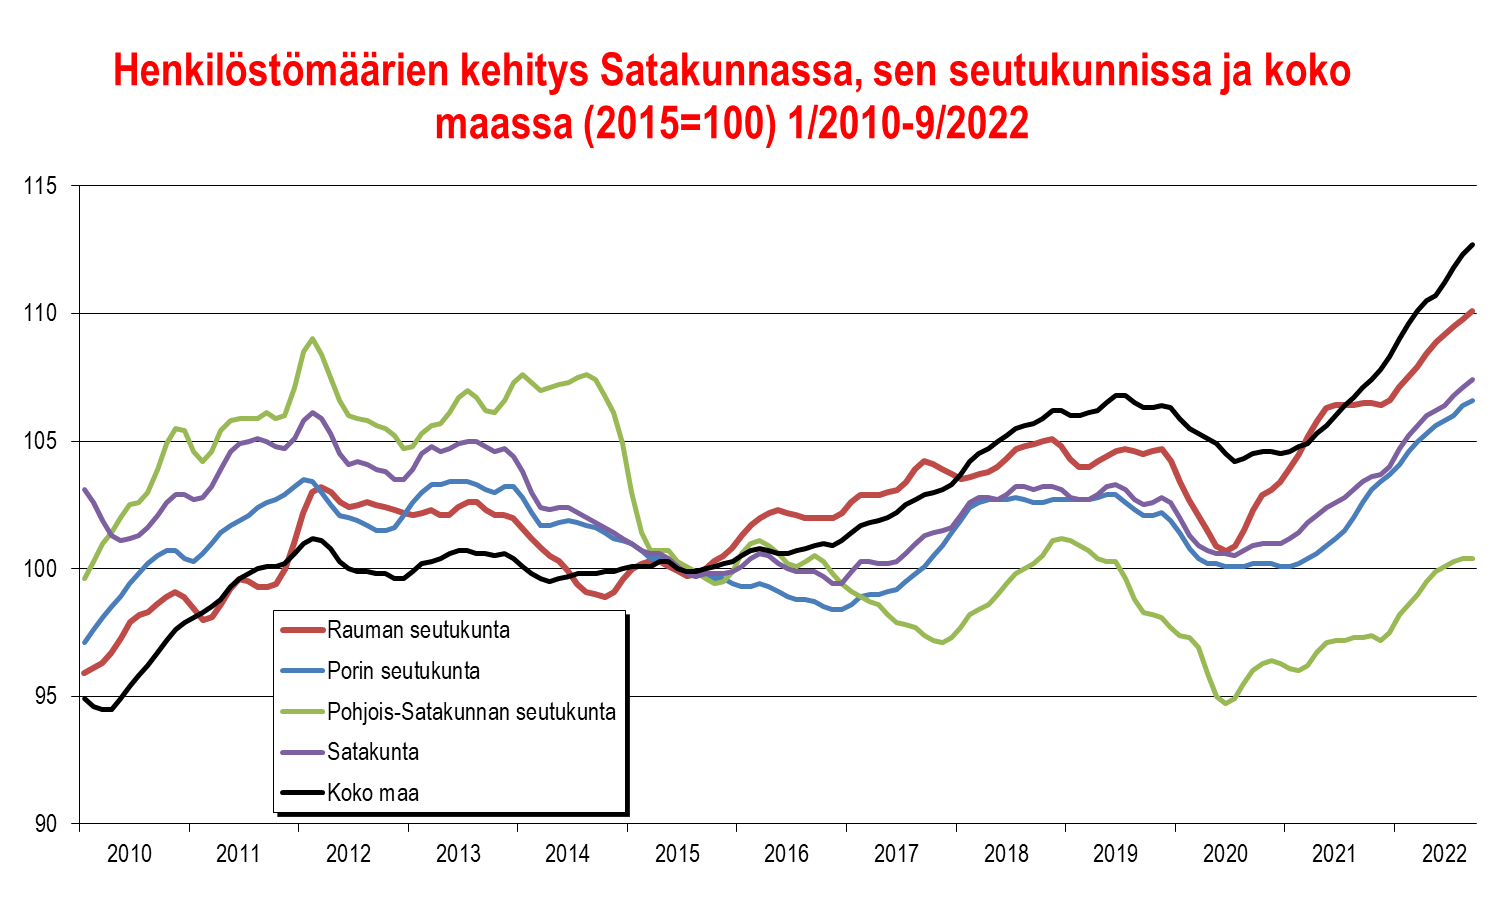 Henkilöstömäärien kehitys Satakunnassa, sen seutukunnissa ja koko
maassa (2015=100) 1/2010-9/2022
115
110
105
100
95
90
Rauman seutukunta
Porin seutukunta
Pohjois-Satakunnan seutukunta
Satakunta
Koko maa
2010 2011 2012 2013 2014 2015 2016 2017 2018 2019 2020 2021 2022